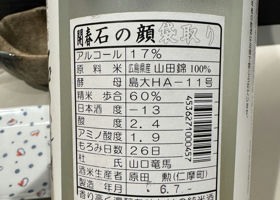 開春 石の顔 袋取り
アルコール 17%
原料米 広島県産 山田錦 100%
精米歩合 60%
日本酒度 -13
酸度 2.4
酵母 島大HA-11号
アミノ酸度 1.9
もろみ日数 26日
杜氏 山口竜馬
酒米生産者 原田 勲(仁摩町)
製造年月 6.7
4536271000437